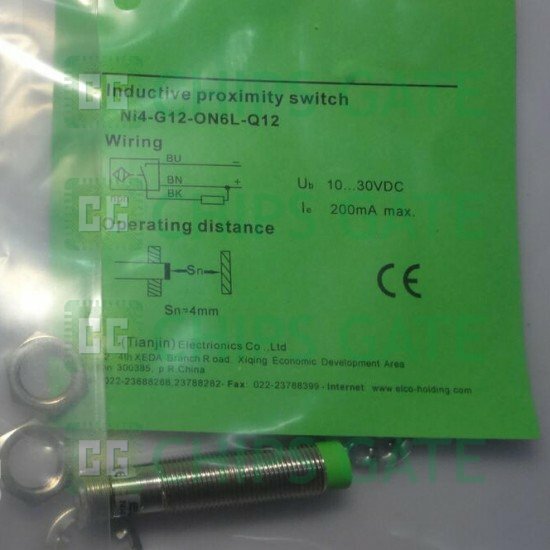 Inductive proximity switch
Ni4-G12-ON6L-Q12
Wiring
BU −
BN +
BK
Ub 10...30VDC
Ie 200mA max.
Operating distance
Sn
Sn=4mm
CE
(Tianjin) Electrionics Co., Ltd
4th XEDA Branch Road, Xiqing Economic Development Area
300385, p.R.China
022-23888288,23788282- Fax: 022-23788399 - Internet www.elco-holding.com
CHIPS GATE